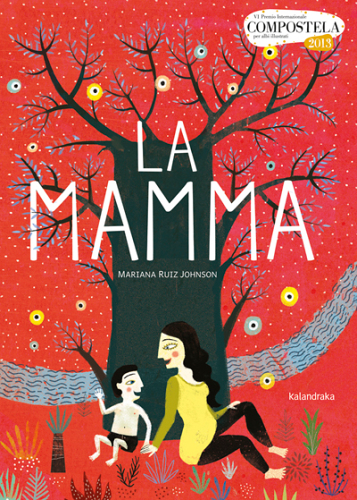 VI Premio Internazionale
COMPOSTELA
per albi illustrati
2013
LA
MAMMA
MARIANA RUIZ JOHNSON
Kalandraka